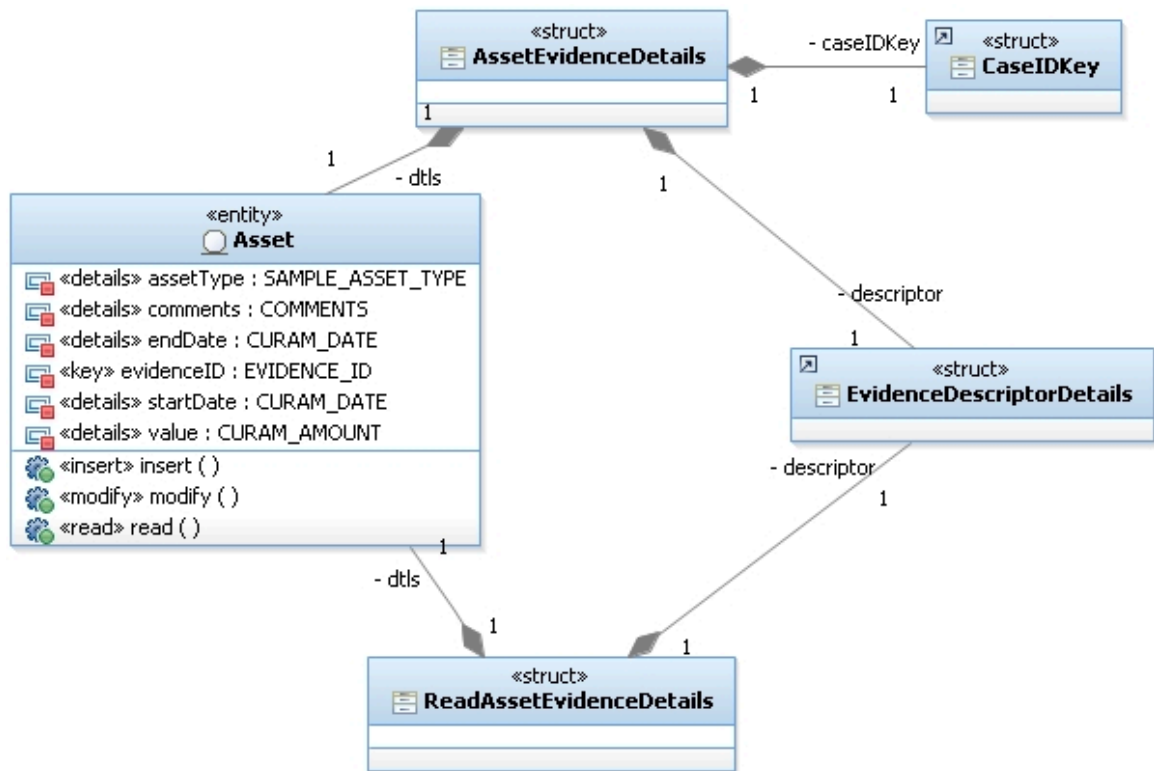 «struct»
AssetEvidenceDetails
- caseIDKey
«struct»
CaseIDKey
1
1
1
1
- dtls
1
- descriptor
1
«entity»
Asset
«details» assetType : SAMPLE_ASSET_TYPE
«details» comments : COMMENTS
«details» endDate : CURAM_DATE
«key» evidenceID : EVIDENCE_ID
«details» startDate : CURAM_DATE
«details» value : CURAM_AMOUNT
«insert» insert ( )
«modify» modify ( )
«read» read ( )
«struct»
EvidenceDescriptorDetails
- descriptor
1
1
- dtls
1
1
«struct»
ReadAssetEvidenceDetails